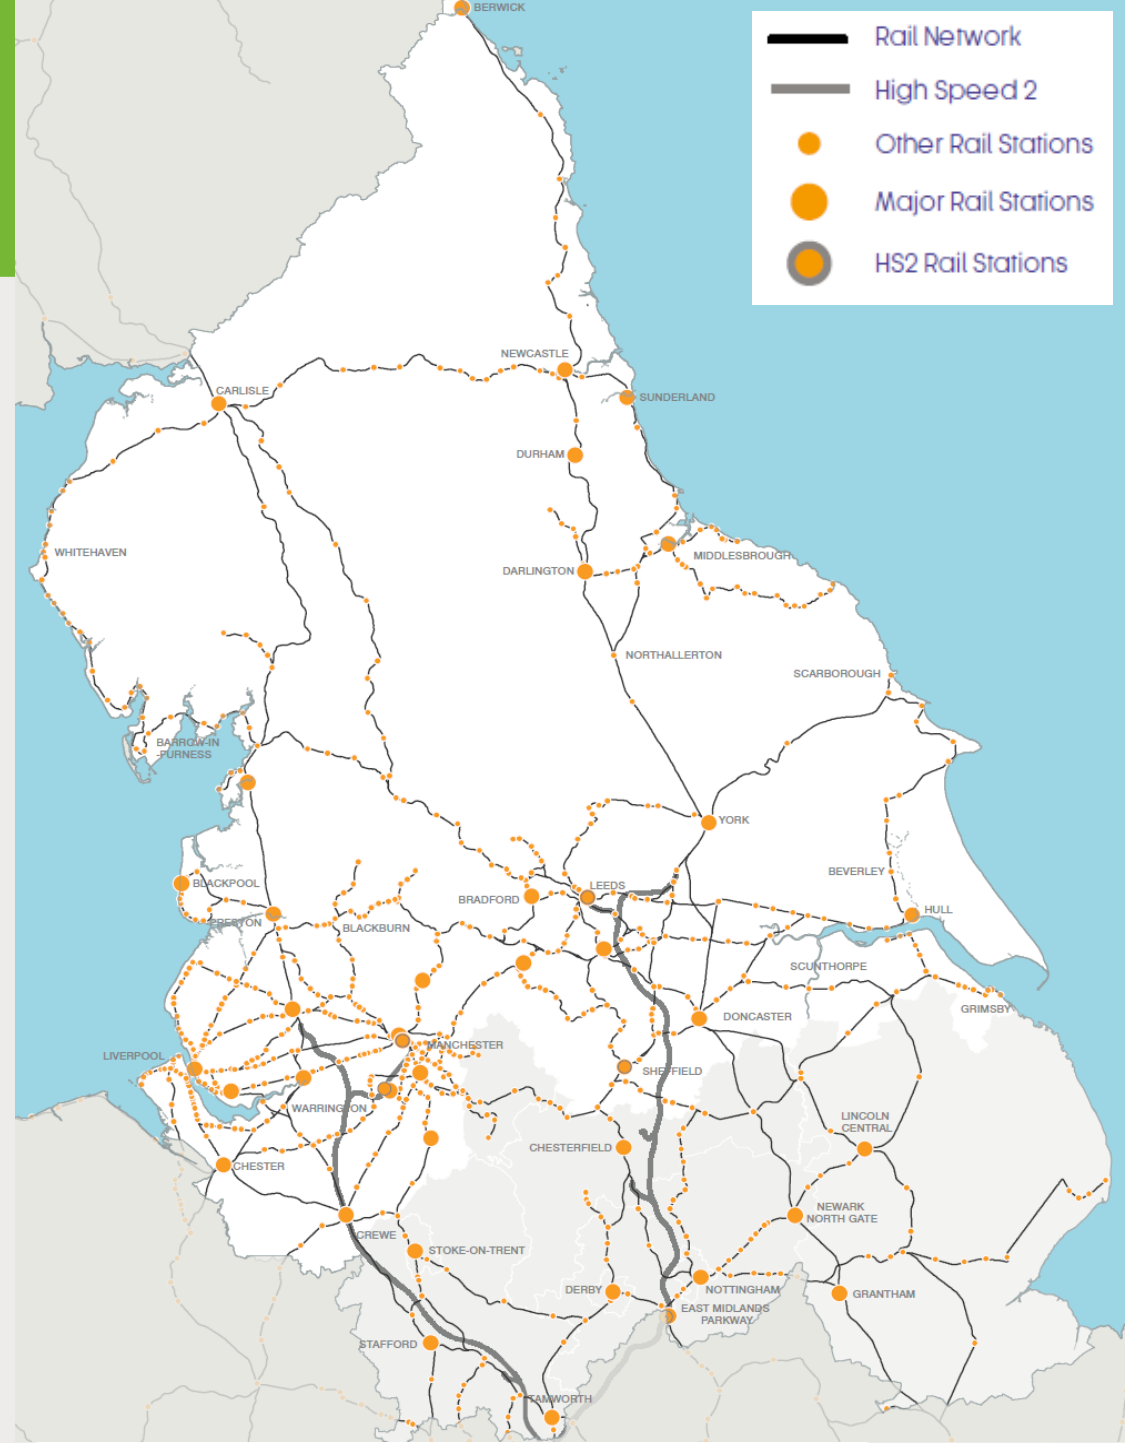 BERWICK
Rail Network
High Speed 2
Other Rail Stations
Major Rail Stations
HS2 Rail Stations
NEWCASTLE
CARLISLE
SUNDERLAND
DURHAM
WHITEHAVEN
MIDDLESBROUGH
DARLINGTON
NORTHALLERTON
SCARBOROUGH
BARROW-IN
-FURNESS
YORK
BEVERLEY
BLACKPOOL
LEEDS
BRADFORD
HULL
PRESTON
BLACKBURN
SCUNTHORPE
GRIMSBY
DONCASTER
MANCHESTER
LIVERPOOL
SHEFFIELD
WARRINGTON
LINCOLN
CENTRAL
CHESTERFIELD
CHESTER
NEWARK
NORTH GATE
CREWE
STOKE-ON-TRENT
DERBY
NOTTINGHAM
GRANTHAM
EAST MIDLANDS
PARKWAY
STAFFORD
TAMWORTH